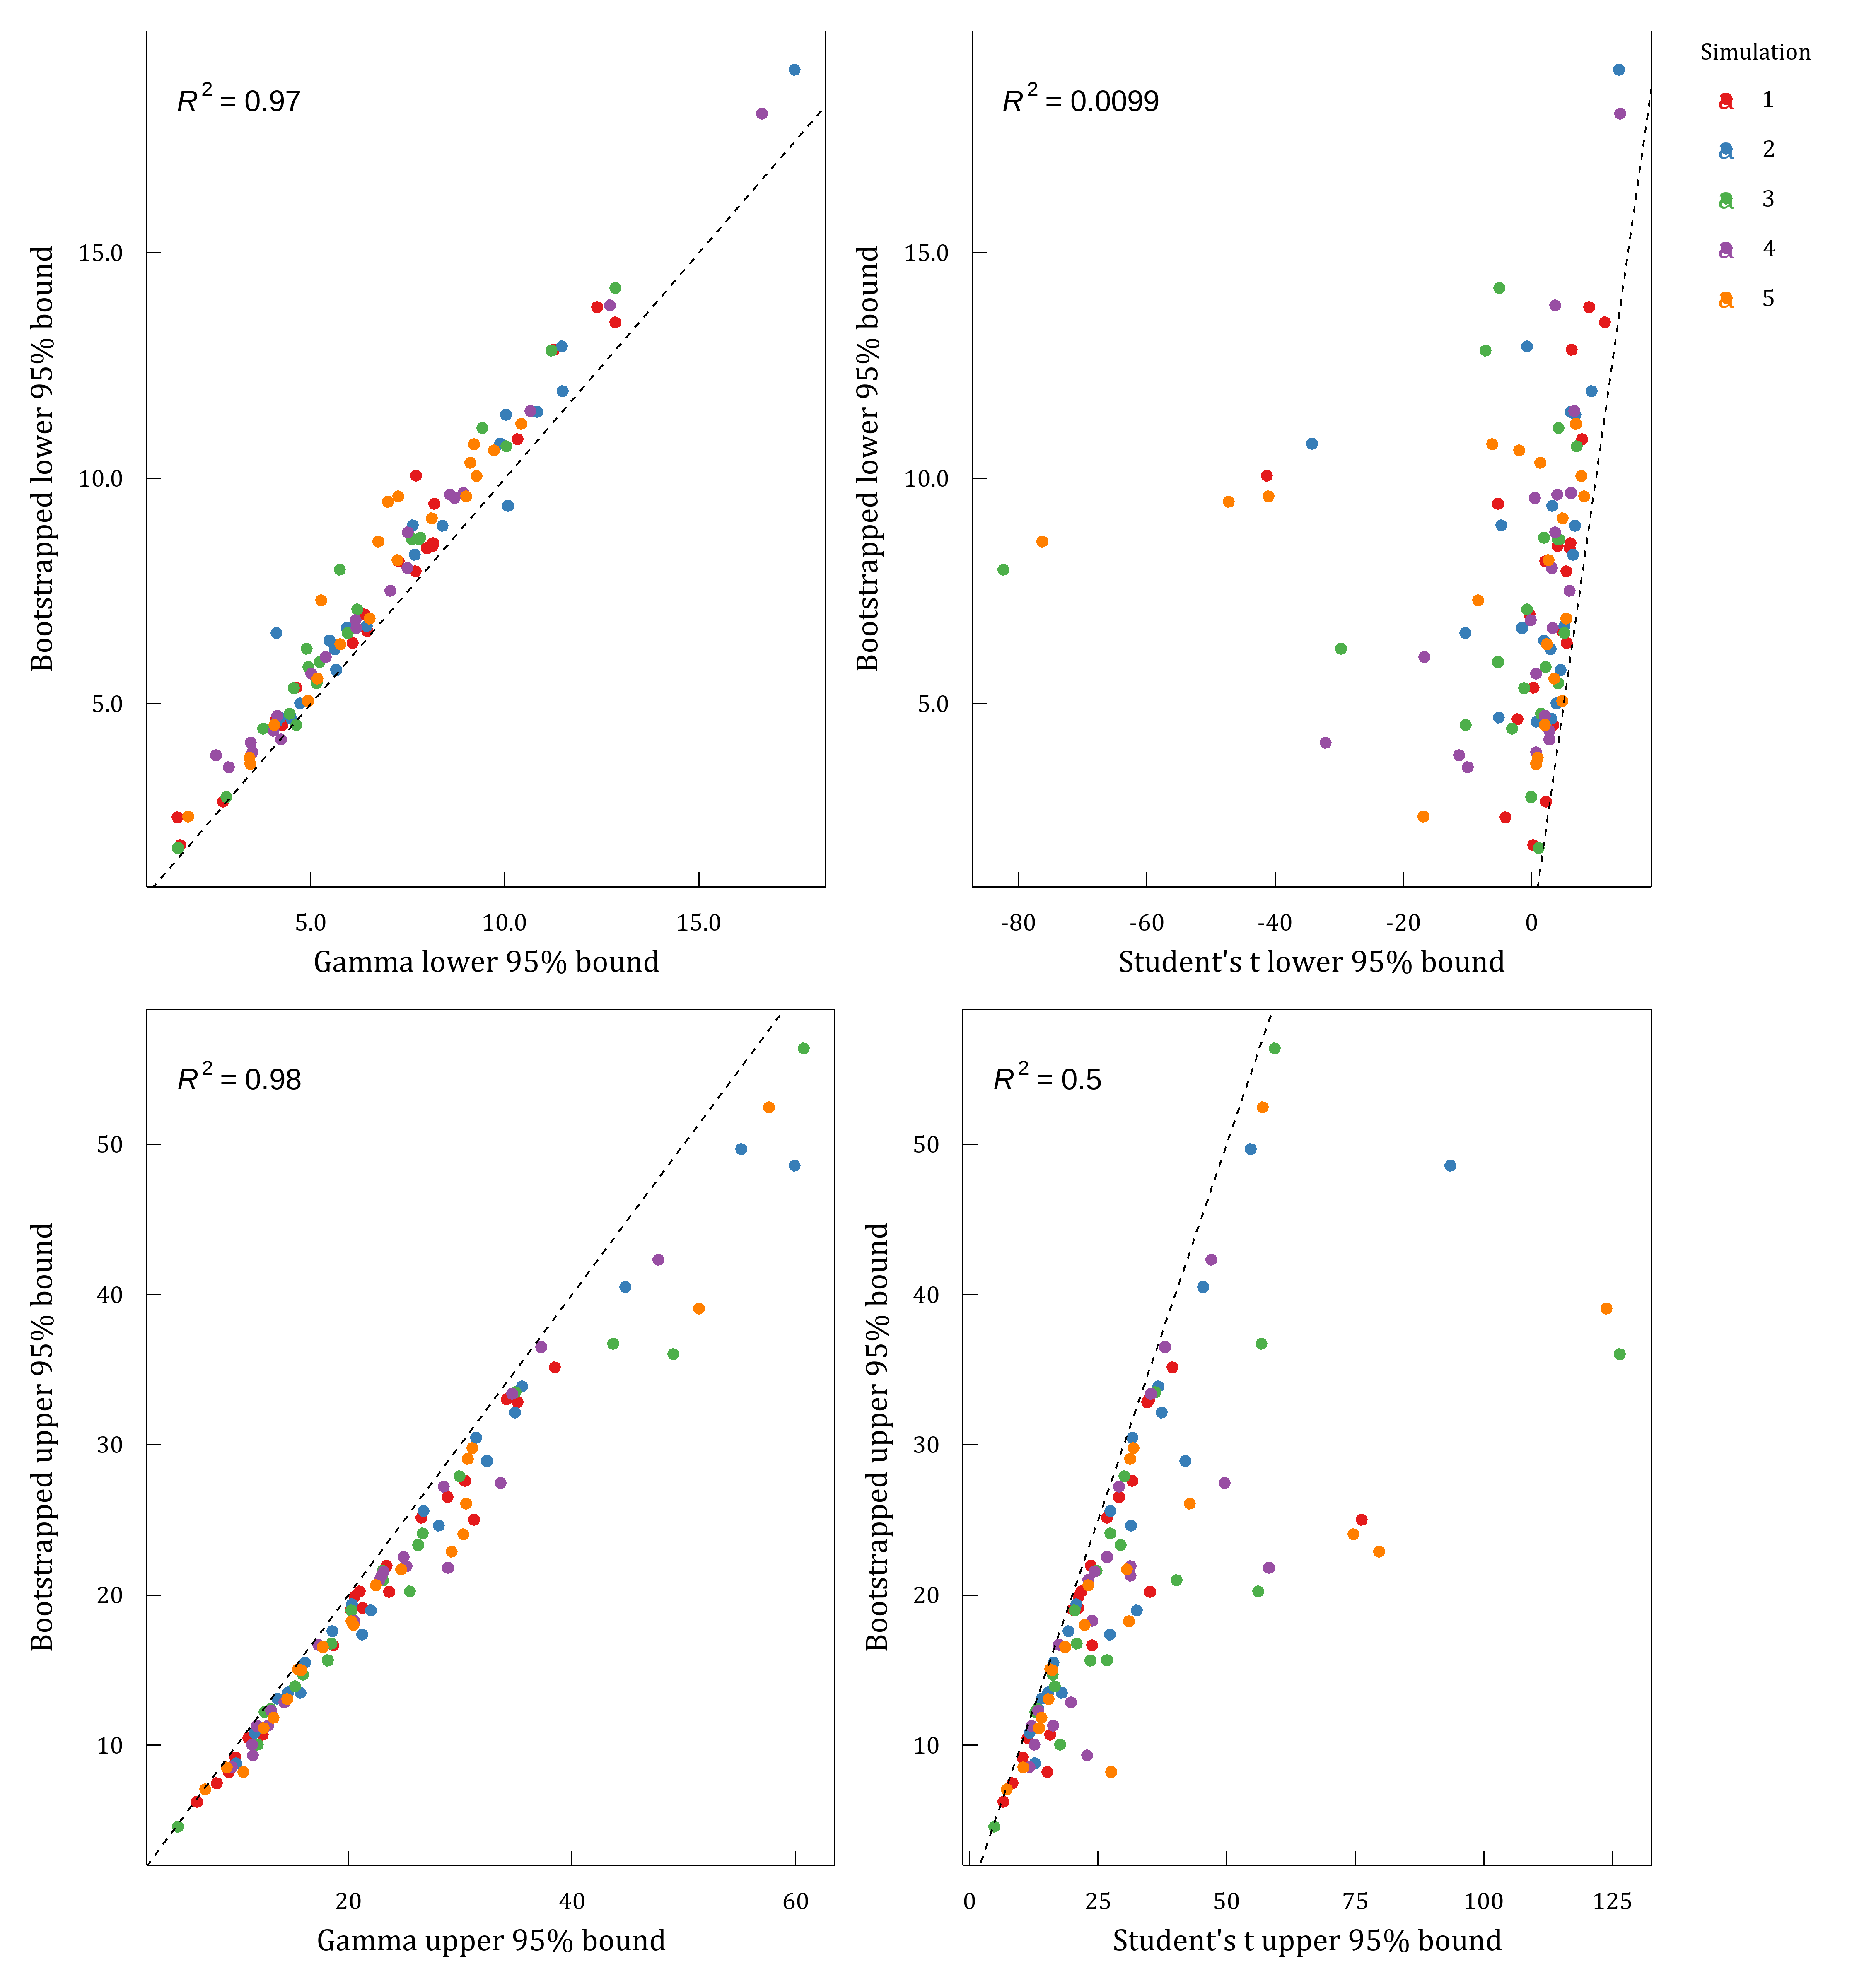 R2 = 0.97
15.0
10.0
5.0
Bootstrapped lower 95% bound
5.0 10.0 15.0
Gamma lower 95% bound
R2 = 0.0099
15.0
10.0
5.0
Bootstrapped lower 95% bound
-80 -60 -40 -20 0
Student's t lower 95% bound
Simulation
a 1
a 2
a 3
a 4
a 5
R2 = 0.98
50
40
30
20
10
Bootstrapped upper 95% bound
20 40 60
Gamma upper 95% bound
R2 = 0.5
50
40
30
20
10
Bootstrapped upper 95% bound
0 25 50 75 100 125
Student's t upper 95% bound